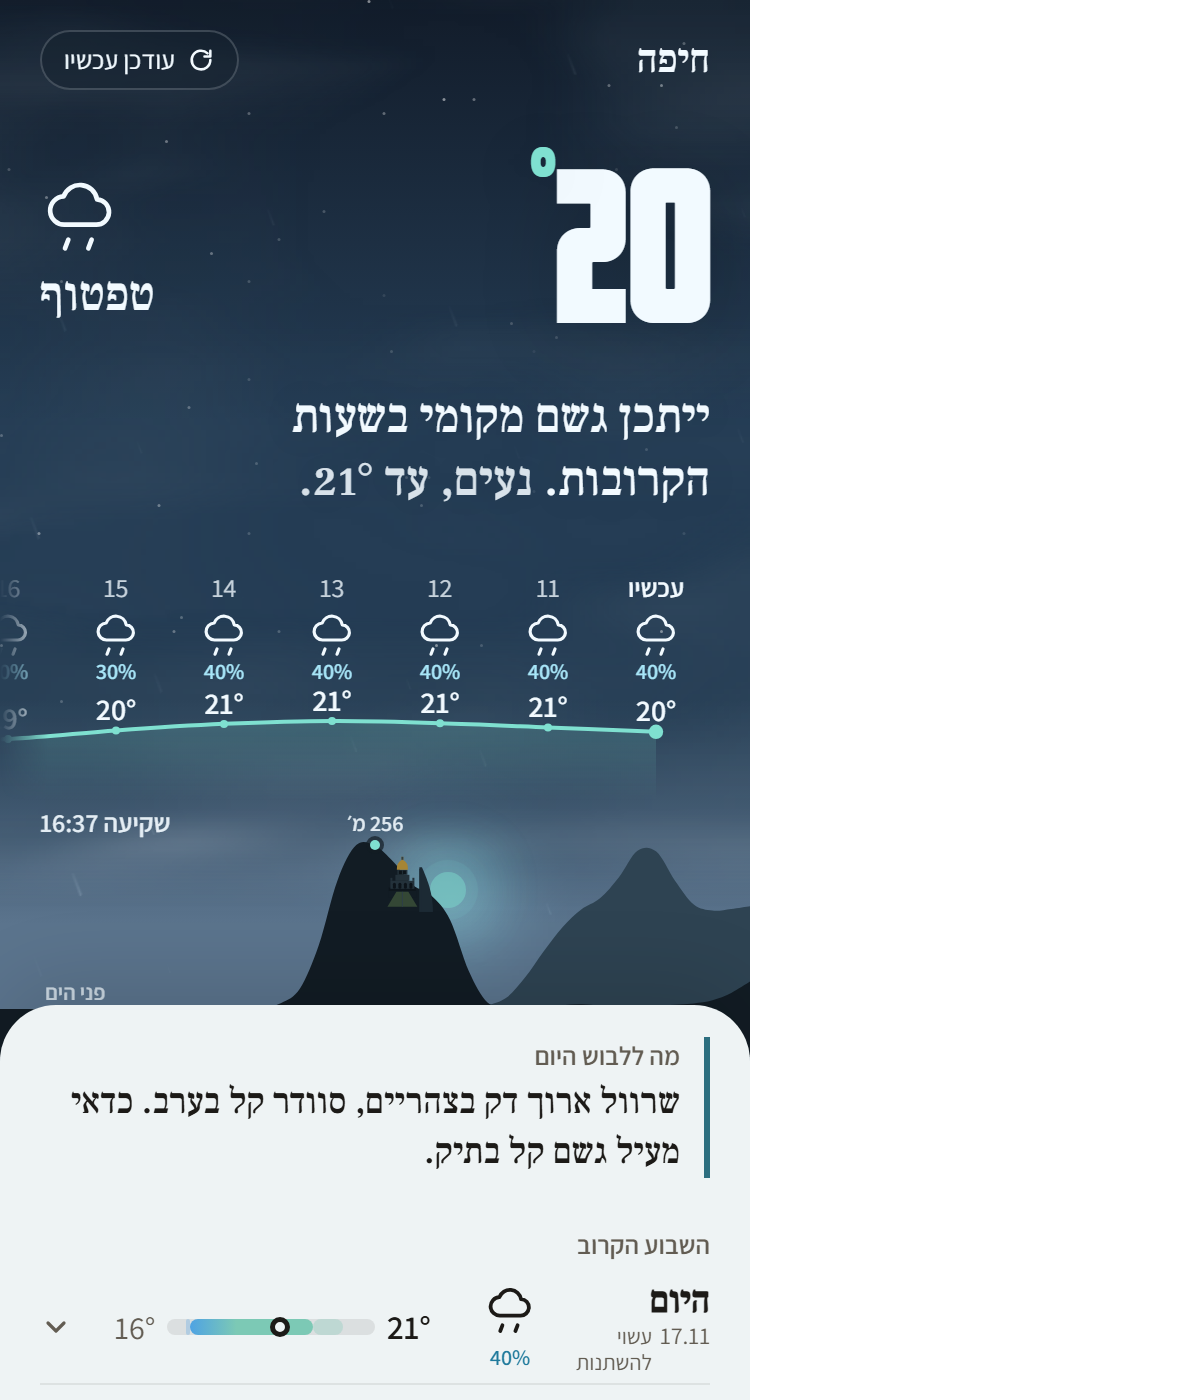 חיפה
עודכן עכשיו
20°
טפטוף
ייתכן גשם מקומי בשעות
הקרובות. נעים, עד 21°.
עכשיו 11 12 13 14 15
40% 40% 40% 40% 40% 30%
20° 21° 21° 21° 21° 20°
שקיעה 16:37
256 מ׳
פני הים
מה ללבוש היום
שרוול ארוך דק בצהריים, סוודר קל בערב. כדאי
מעיל גשם קל בתיק.
השבוע הקרוב
היום
17.11 עשוי
להשתנות
40%
21° 16°